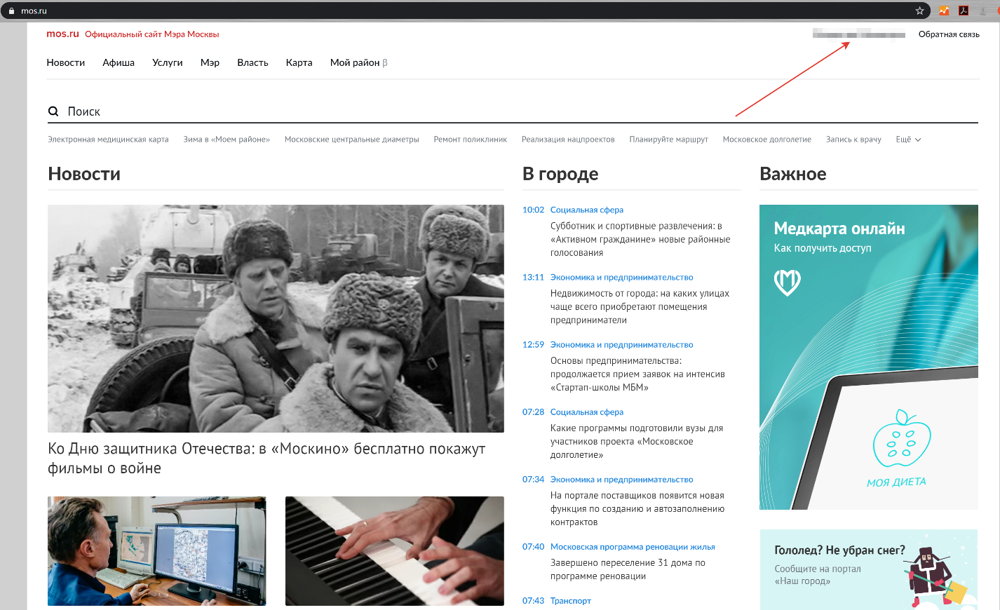 mos.ru
mos.ru Официальный сайт Мэра Москвы
Обратная связь
Новости Афиша Услуги Мэр Власть Карта Мой район β
Поиск
Электронная медицинская карта Зима в «Моем районе» Московские центральные диаметры Ремонт поликлиник Реализация нацпроектов Планируйте маршрут Московское долголетие Запись к врачу Ещё
Новости
Ко Дню защитника Отечества: в «Москино» бесплатно покажут
фильмы о войне
В городе
10:02 Социальная сфера
Субботник и спортивные развлечения: в
«Активном гражданине» новые районные
голосования
13:11 Экономика и предпринимательство
Недвижимость от города: на каких улицах
чаще всего приобретают помещения
предприниматели
12:59 Экономика и предпринимательство
Основы предпринимательства:
продолжается прием заявок на интенсив
«Стартап-школы МБМ»
07:28 Социальная сфера
Какие программы подготовили вузы для
участников проекта «Московское
долголетие»
07:34 Экономика и предпринимательство
На портале поставщиков появится новая
функция по созданию и автозаполнению
контрактов
07:40 Московская программа реновации жилья
Завершено переселение 31 дома по
программе реновации
07:43 Транспорт
Важное
Медкарта онлайн
Как получить доступ
МОЯ ДИЕТА
Гололед? Не убран снег?
Сообщите на портал
«Наш город»